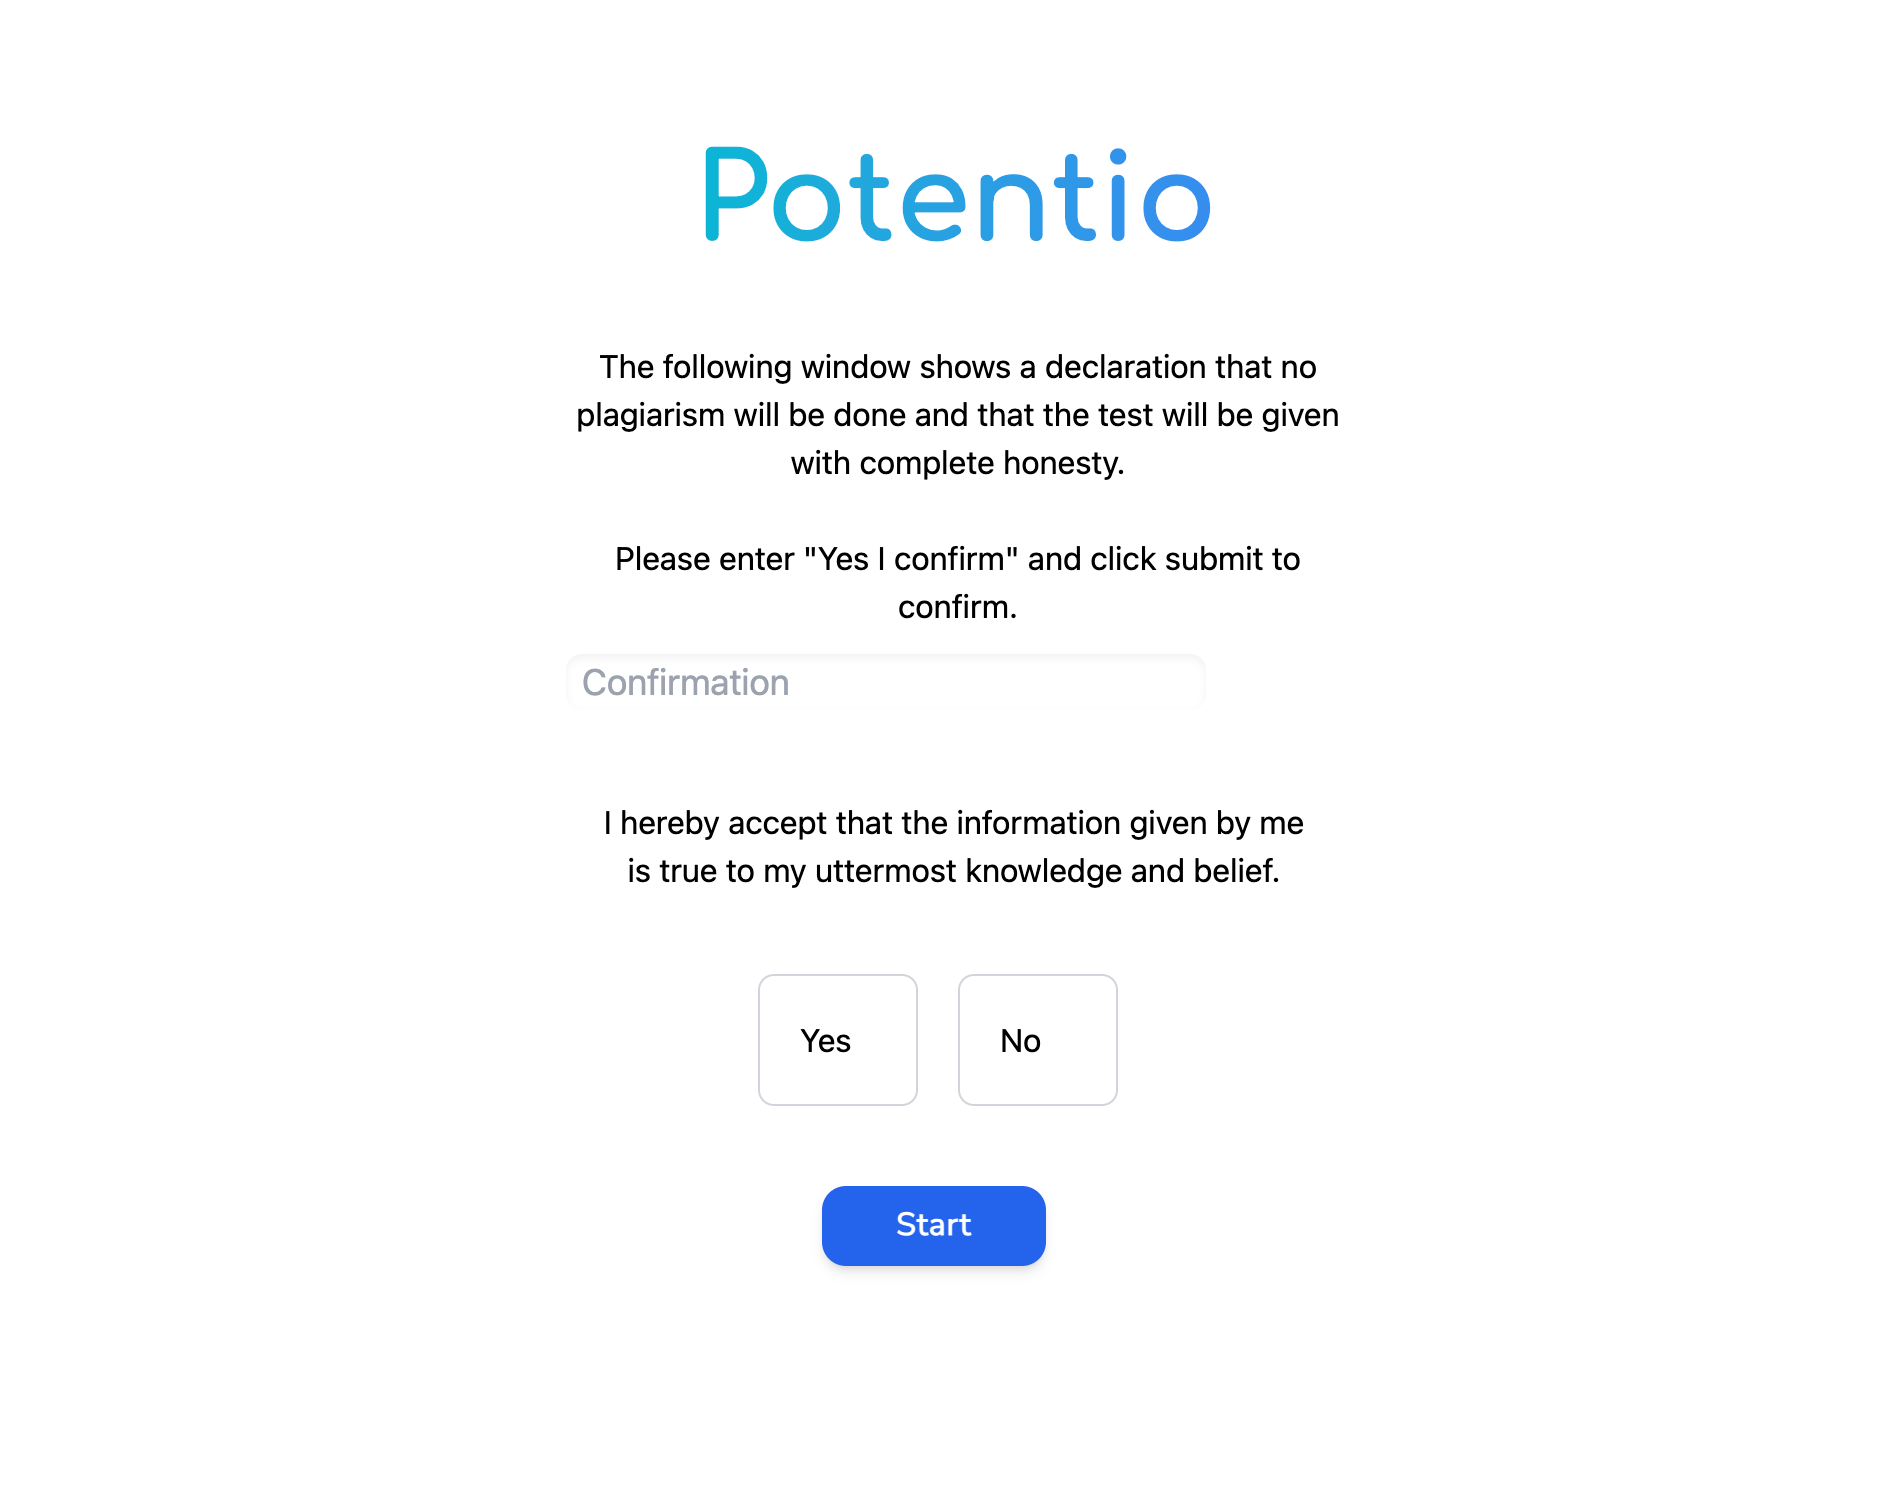 Potentio
The following window shows a declaration that no
plagiarism will be done and that the test will be given
with complete honesty.
Please enter "Yes I confirm" and click submit to
confirm.
Confirmation
I hereby accept that the information given by me
is true to my uttermost knowledge and belief.
Yes
No
Start